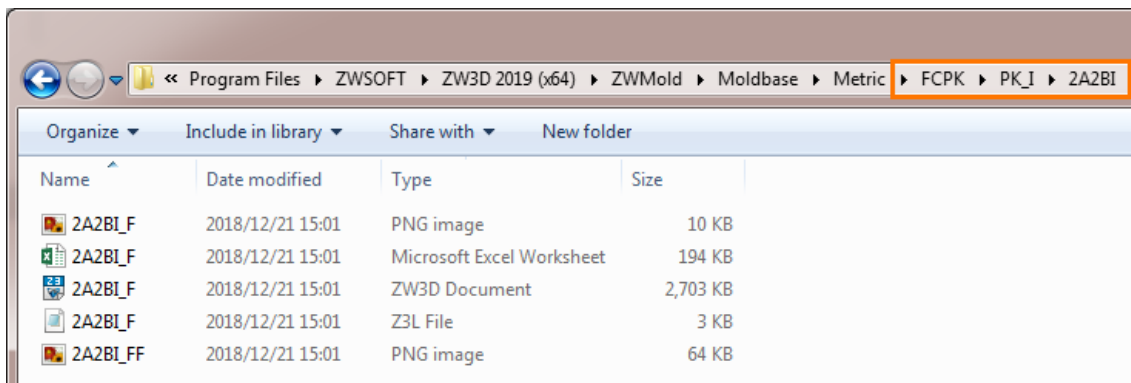 « Program Files ▸ ZWSOFT ▸ ZW3D 2019 (x64) ▸ ZWMold ▸ Moldbase ▸ Metric ▸ FCPK ▸ PK_I ▸ 2A2BI
Organize ▾ Include in library ▾ Share with ▾ New folder
Name Date modified Type Size
2A2BI_F 2018/12/21 15:01 PNG image 10 KB
2A2BI_F 2018/12/21 15:01 Microsoft Excel Worksheet 194 KB
2A2BI_F 2018/12/21 15:01 ZW3D Document 2,703 KB
2A2BI_F 2018/12/21 15:01 Z3L File 3 KB
2A2BI_FF 2018/12/21 15:01 PNG image 64 KB